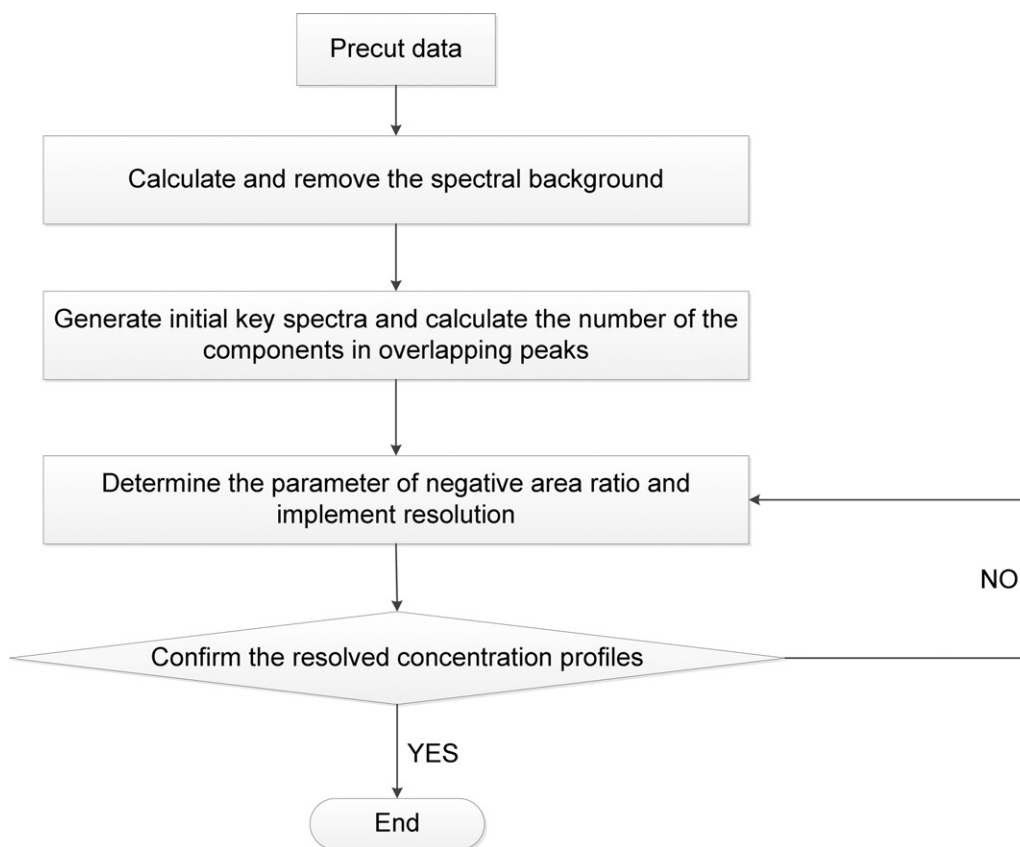 Precut data
Calculate and remove the spectral background
Generate initial key spectra and calculate the number of the
components in overlapping peaks
Determine the parameter of negative area ratio and
implement resolution
NO
Confirm the resolved concentration profiles
YES
End